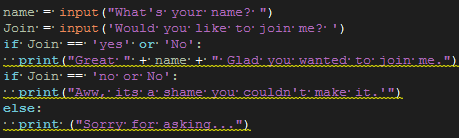 name = input("What's your name? ")
Join = input('Would you like to join me? ')
if Join == 'yes' or 'No':
  print("Great " + name + " Glad you wanted to join me.")
if Join == 'no or No':
  print("Aww, its a shame you couldn't make it.'")
else:
  print ("Sorry for asking...")